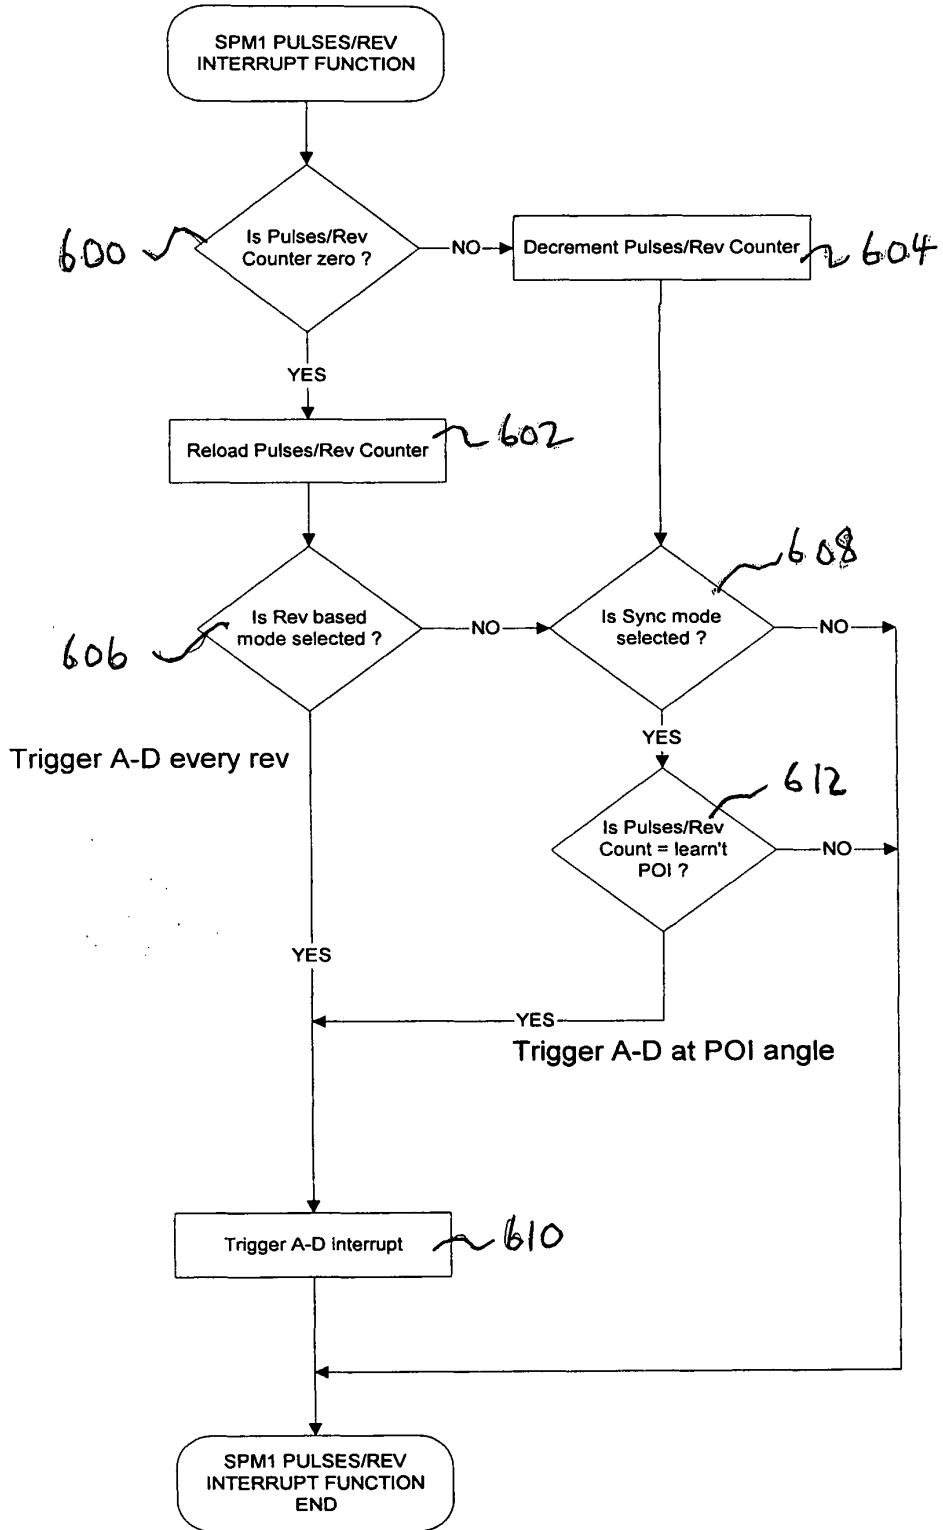 SPM1 PULSES/REV
INTERRUPT FUNCTION
600
Is Pulses/Rev
Counter zero ?
NO
Decrement Pulses/Rev Counter
604
YES
Reload Pulses/Rev Counter
602
608
Is Rev based
mode selected ?
NO
Is Sync mode
selected ?
NO
606
YES
Trigger A-D every rev
612
Is Pulses/Rev
Count = learn't
POI ?
NO
YES
YES
Trigger A-D at POI angle
Trigger A-D interrupt
610
SPM1 PULSES/REV
INTERRUPT FUNCTION
END